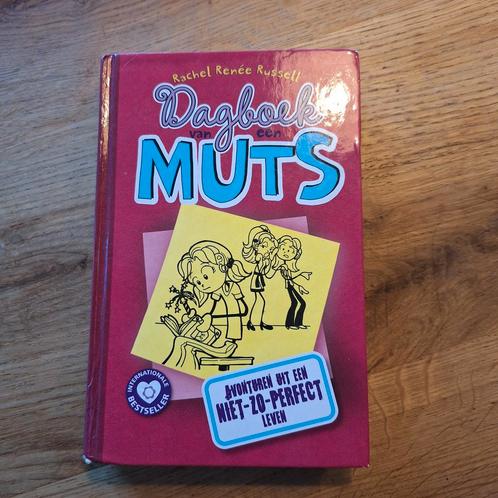 Rachel Renée Russell
Dagboek
van een
MUTS
AVONTUREN UIT EEN
NIET-ZO-PERFECT
LEVEN
INTERNATIONALE
BESTSELLER